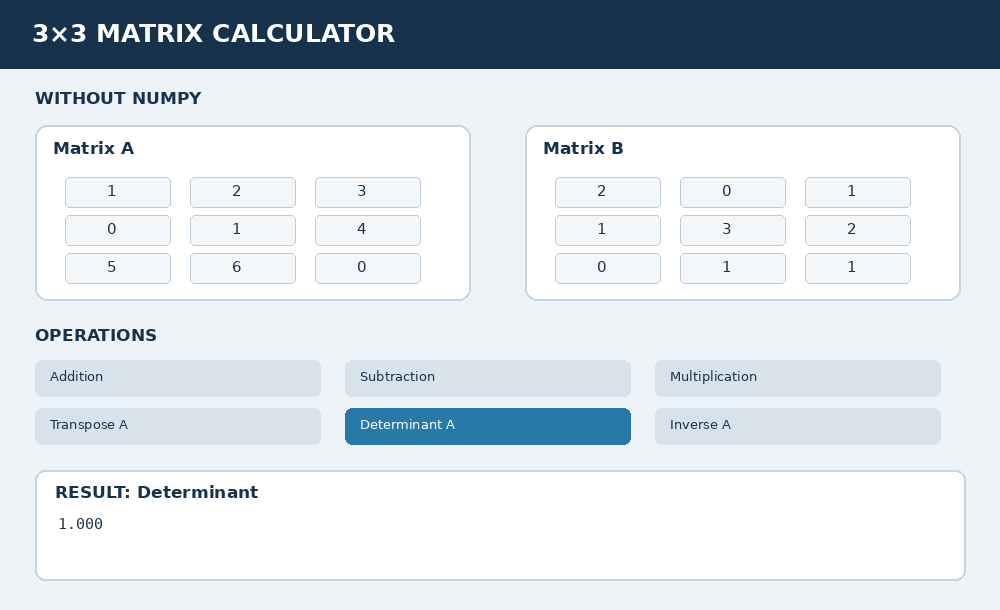 3×3 MATRIX CALCULATOR
WITHOUT NUMPY
Matrix A
1 2 3
0 1 4
5 6 0
Matrix B
2 0 1
1 3 2
0 1 1
OPERATIONS
Addition Subtraction Multiplication
Transpose A Determinant A Inverse A
RESULT: Determinant
1.000